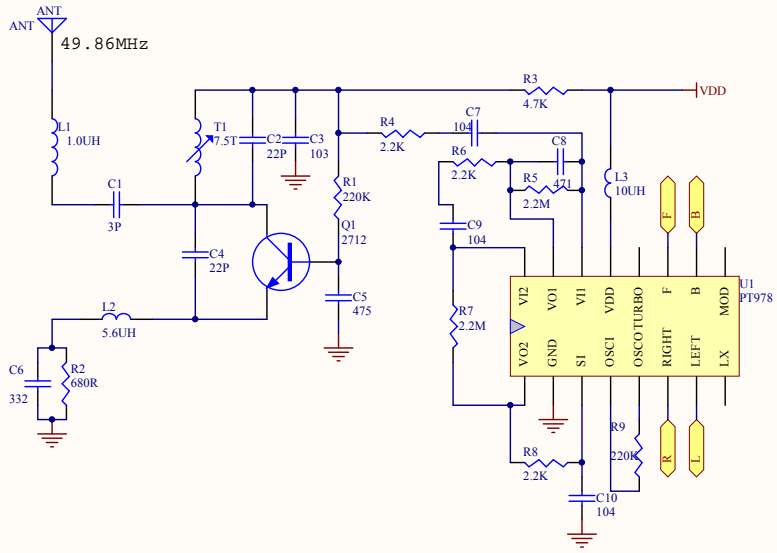 ANT
ANT
49.86MHz
L1
1.0UH
T1
7.5T
C2
22P
C3
103
R4
2.2K
C7
104
R3
4.7K
VDD
C1
3P
R1
220K
Q1
2712
R6
2.2K
C8
471
R5
2.2M
L3
10UH
F
B
C4
22P
C9
104
C5
475
L2
5.6UH
R7
2.2M
VI2
VO1
VI1
VDD
TURBO
F
B
MOD
U1
PT978
VO2
GND
SI
OSCI
OSCO
RIGHT
LEFT
LX
C6
332
R2
680R
R8
2.2K
R9
220K
R
L
C10
104